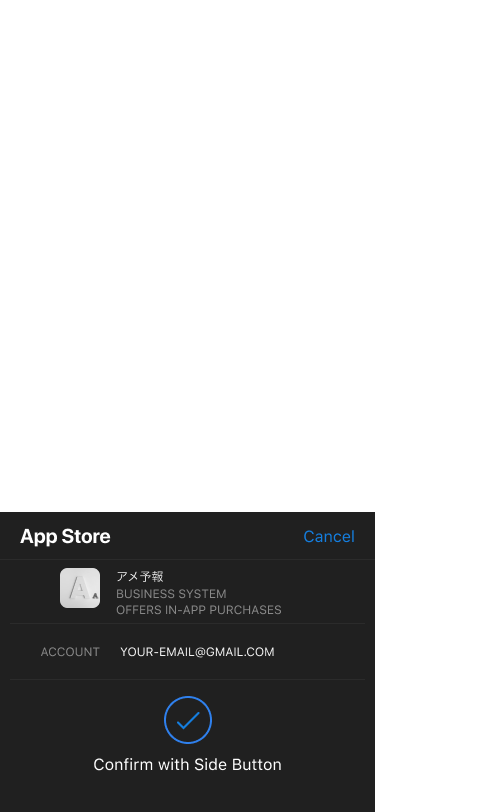 App Store
Cancel
アメ予報
BUSINESS SYSTEM
OFFERS IN-APP PURCHASES
ACCOUNT
YOUR-EMAIL@GMAIL.COM
Confirm with Side Button